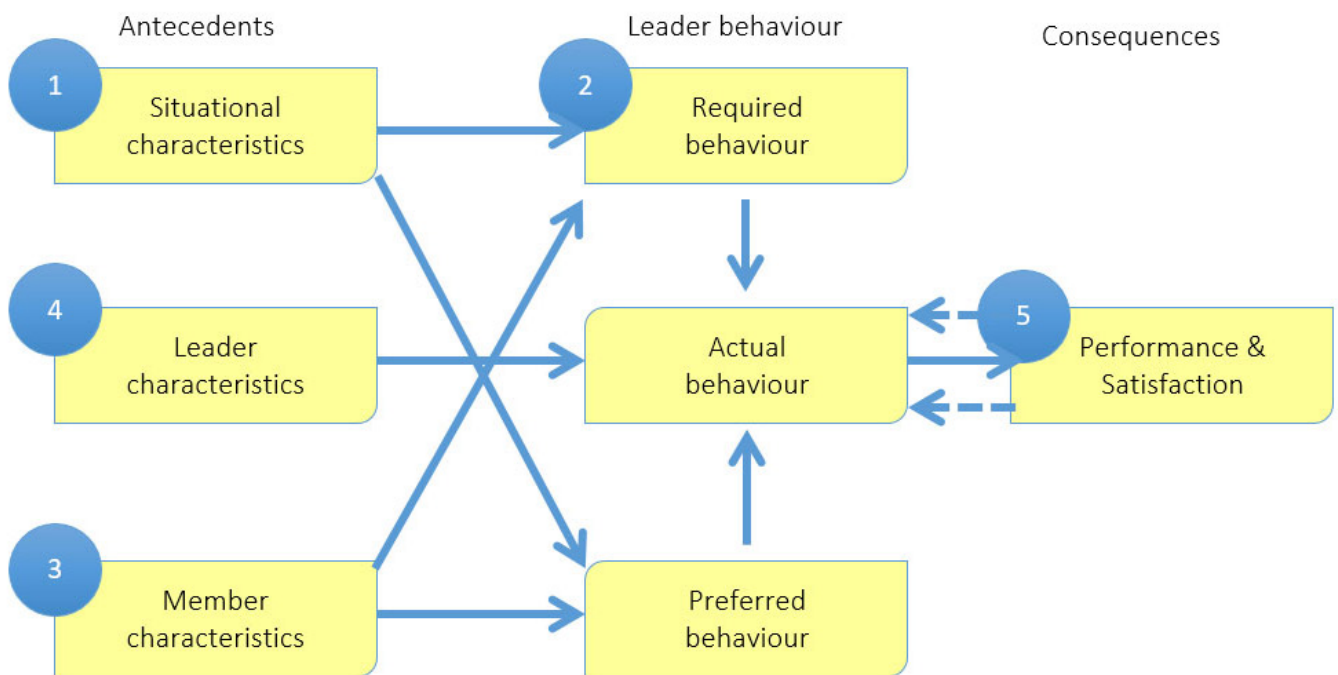 Antecedents
Leader behaviour
Consequences
1
Situational
characteristics
2
Required
behaviour
4
Leader
characteristics
Actual
behaviour
5
Performance &
Satisfaction
3
Member
characteristics
Preferred
behaviour